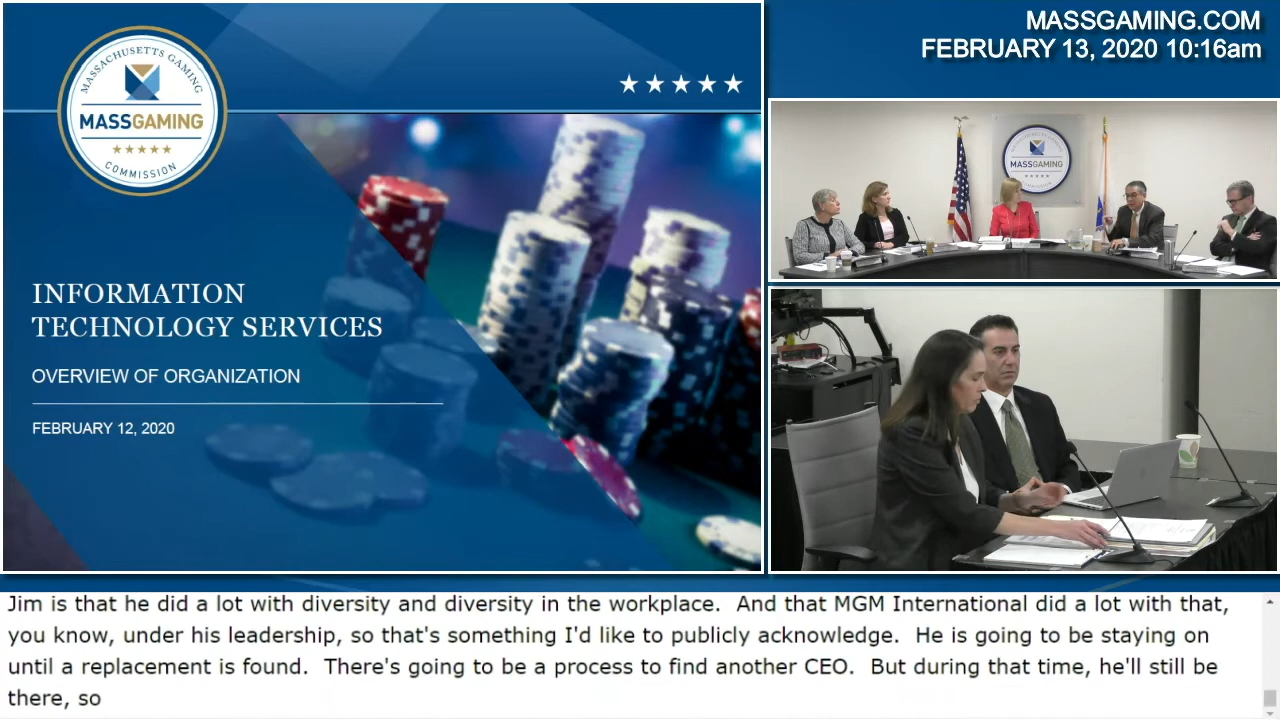 MASSACHUSETTS GAMING
MASSGAMING
COMMISSION
INFORMATION
TECHNOLOGY SERVICES
OVERVIEW OF ORGANIZATION
FEBRUARY 12, 2020
MASSGAMING.COM
FEBRUARY 13, 2020 10:16am
MASSGAMING
Jim is that he did a lot with diversity and diversity in the workplace.  And that MGM International did a lot with that,
you know, under his leadership, so that's something I'd like to publicly acknowledge.  He is going to be staying on
until a replacement is found.  There's going to be a process to find another CEO.  But during that time, he'll still be
there, so